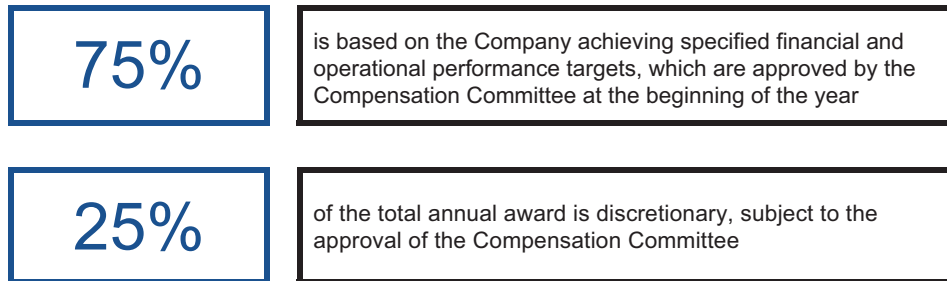 75%
is based on the Company achieving specified financial and
operational performance targets, which are approved by the
Compensation Committee at the beginning of the year
25%
of the total annual award is discretionary, subject to the
approval of the Compensation Committee